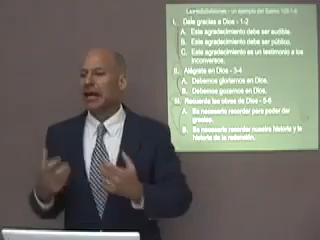 Las subdivisiones - un ejemplo del Salmo 105:1-6
I. Dale gracias a Dios - 1-2
A. Este agradecimiento debe ser audible.
B. Este agradecimiento debe ser público.
C. Este agradecimiento es un testimonio a los
inconversos.
II. Alégrate en Dios - 3-4
A. Debemos gloriarnos en Dios.
B. Debemos gozarnos en Dios.
III. Recuerda las obras de Dios - 5-6
A. Es necesario recordar para poder dar
gracias.
B. Es necesario recordar nuestra historia y la
historia de la redención.